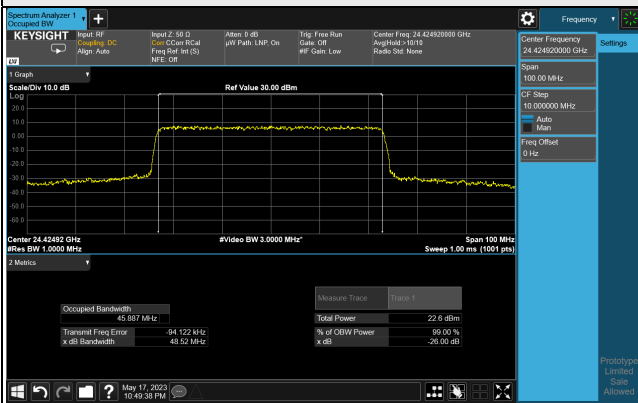 Spectrum Analyzer 1
Occupied BW
+
Frequency
KEYSIGHT
Input: RF
Coupling: DC
Align: Auto
Input Z: 50 Ω
Corr CCorr RCal
Freq Ref: Int (S)
NFE: Off
Atten: 0 dB
µW Path: LNP, On
Trig: Free Run
Gate: Off
#IF Gain: Low
Center Freq: 24.424920000 GHz
Avg|Hold:>10/10
Radio Std: None
LXI
Center Frequency
24.424920000 GHz
Settings
Span
100.00 MHz
CF Step
10.000000 MHz
Auto
Man
Freq Offset
0 Hz
1 Graph
Scale/Div 10.0 dB
Ref Value 30.00 dBm
Log
20.0
10.0
0.00
-10.0
-20.0
-30.0
-40.0
-50.0
-60.0
Center 24.42492 GHz
#Video BW 3.0000 MHz*
Span 100 MHz
#Res BW 1.0000 MHz
Sweep 1.00 ms (1001 pts)
2 Metrics
Measure Trace
Trace 1
Occupied Bandwidth
45.887 MHz
Total Power
22.6 dBm
Transmit Freq Error
-94.122 kHz
% of OBW Power
99.00 %
x dB Bandwidth
48.52 MHz
x dB
-26.00 dB
Prototype
Limited
Sale
Allowed
?
May 17, 2023
10:49:38 PM